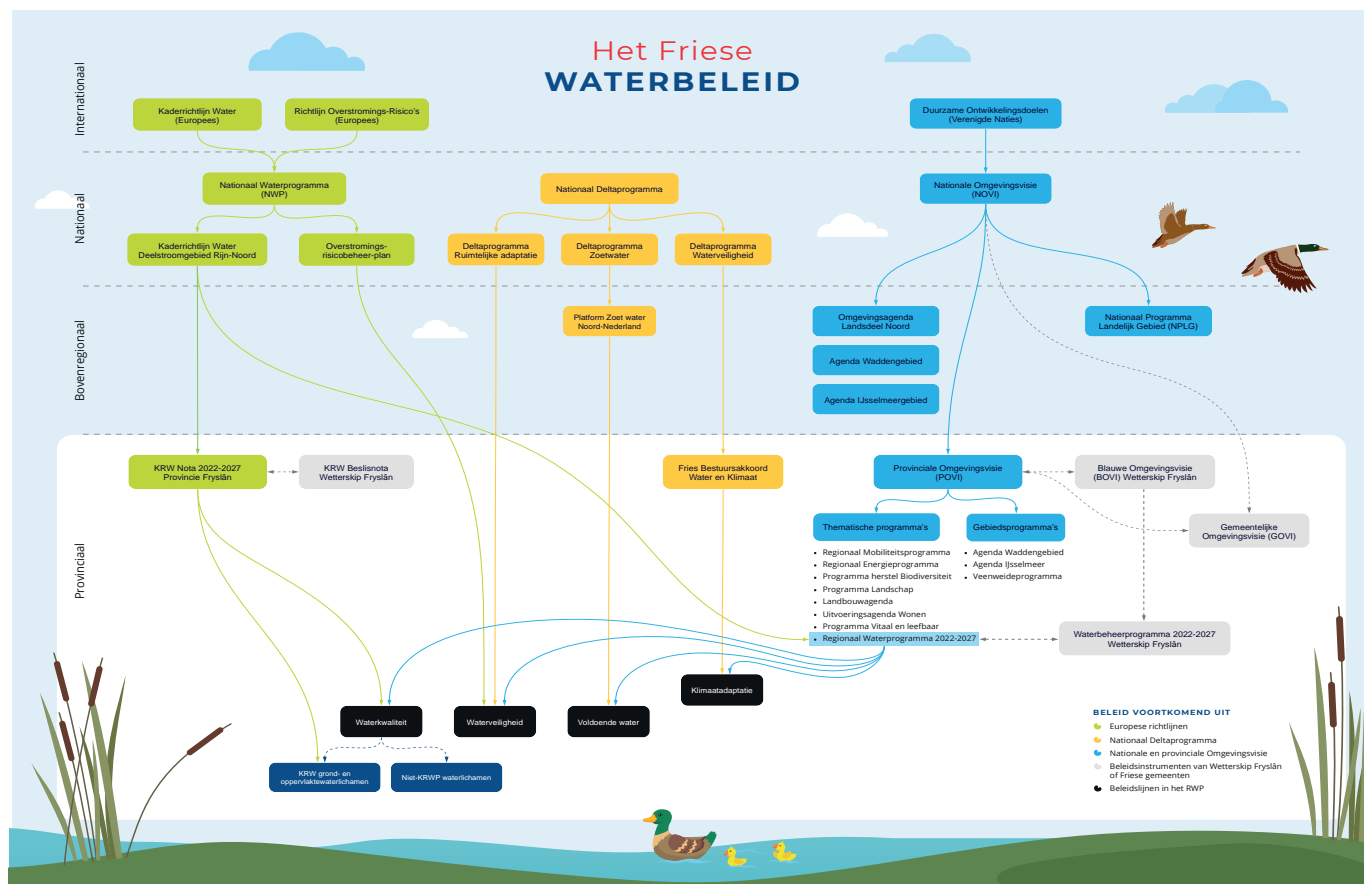 Het Friese
WATERBELEID
Internationaal
Kaderrichtlijn Water
(Europees)
Richtlijn Overstromings-Risico's
(Europees)
Duurzame Ontwikkelingsdoelen
(Verenigde Naties)
Nationaal
Nationaal Waterprogramma
(NWP)
Nationaal Deltaprogramma
Nationale Omgevingsvisie
(NOVI)
Kaderrichtlijn Water
Deelstroomgebied Rijn-Noord
Overstromings-
risicobeheer-plan
Deltaprogramma
Ruimtelijke adaptatie
Deltaprogramma
Zoetwater
Deltaprogramma
Waterveiligheid
Bovenregionaal
Platform Zoet water
Noord-Nederland
Omgevingsagenda
Landsdeel Noord
Nationaal Programma
Landelijk Gebied (NPLG)
Agenda Waddengebied
Agenda IJsselmeergebied
Provinciaal
KRW Nota 2022-2027
Provincie Fryslân
KRW Beslisnota
Wetterskip Fryslân
Fries Bestuursakkoord
Water en Klimaat
Provinciale Omgevingsvisie
(POVI)
Blauwe Omgevingsvisie
(BOVI) Wetterskip Fryslân
Thematische programma's
Gebiedsprogramma's
Gemeentelijke
Omgevingsvisie (GOVI)
• Regionaal Mobiliteitsprogramma
• Regionaal Energieprogramma
• Programma herstel Biodiversiteit
• Programma Landschap
• Landbouwagenda
• Uitvoeringsagenda Wonen
• Programma Vitaal en leefbaar
• Regionaal Waterprogramma 2022-2027
• Agenda Waddengebied
• Agenda IJsselmeer
• Veenweideprogramma
Waterbeheerprogramma 2022-2027
Wetterskip Fryslân
Klimaatadaptatie
Waterkwaliteit
Waterveiligheid
Voldoende water
KRW grond- en
oppervlaktewaterlichamen
Niet-KRWP waterlichamen
BELEID VOORTKOMEND UIT
Europese richtlijnen
Nationaal Deltaprogramma
Nationale en provinciale Omgevingsvisie
Beleidsinstrumenten van Wetterskip Fryslân
of Friese gemeenten
Beleidslijnen in het RWP